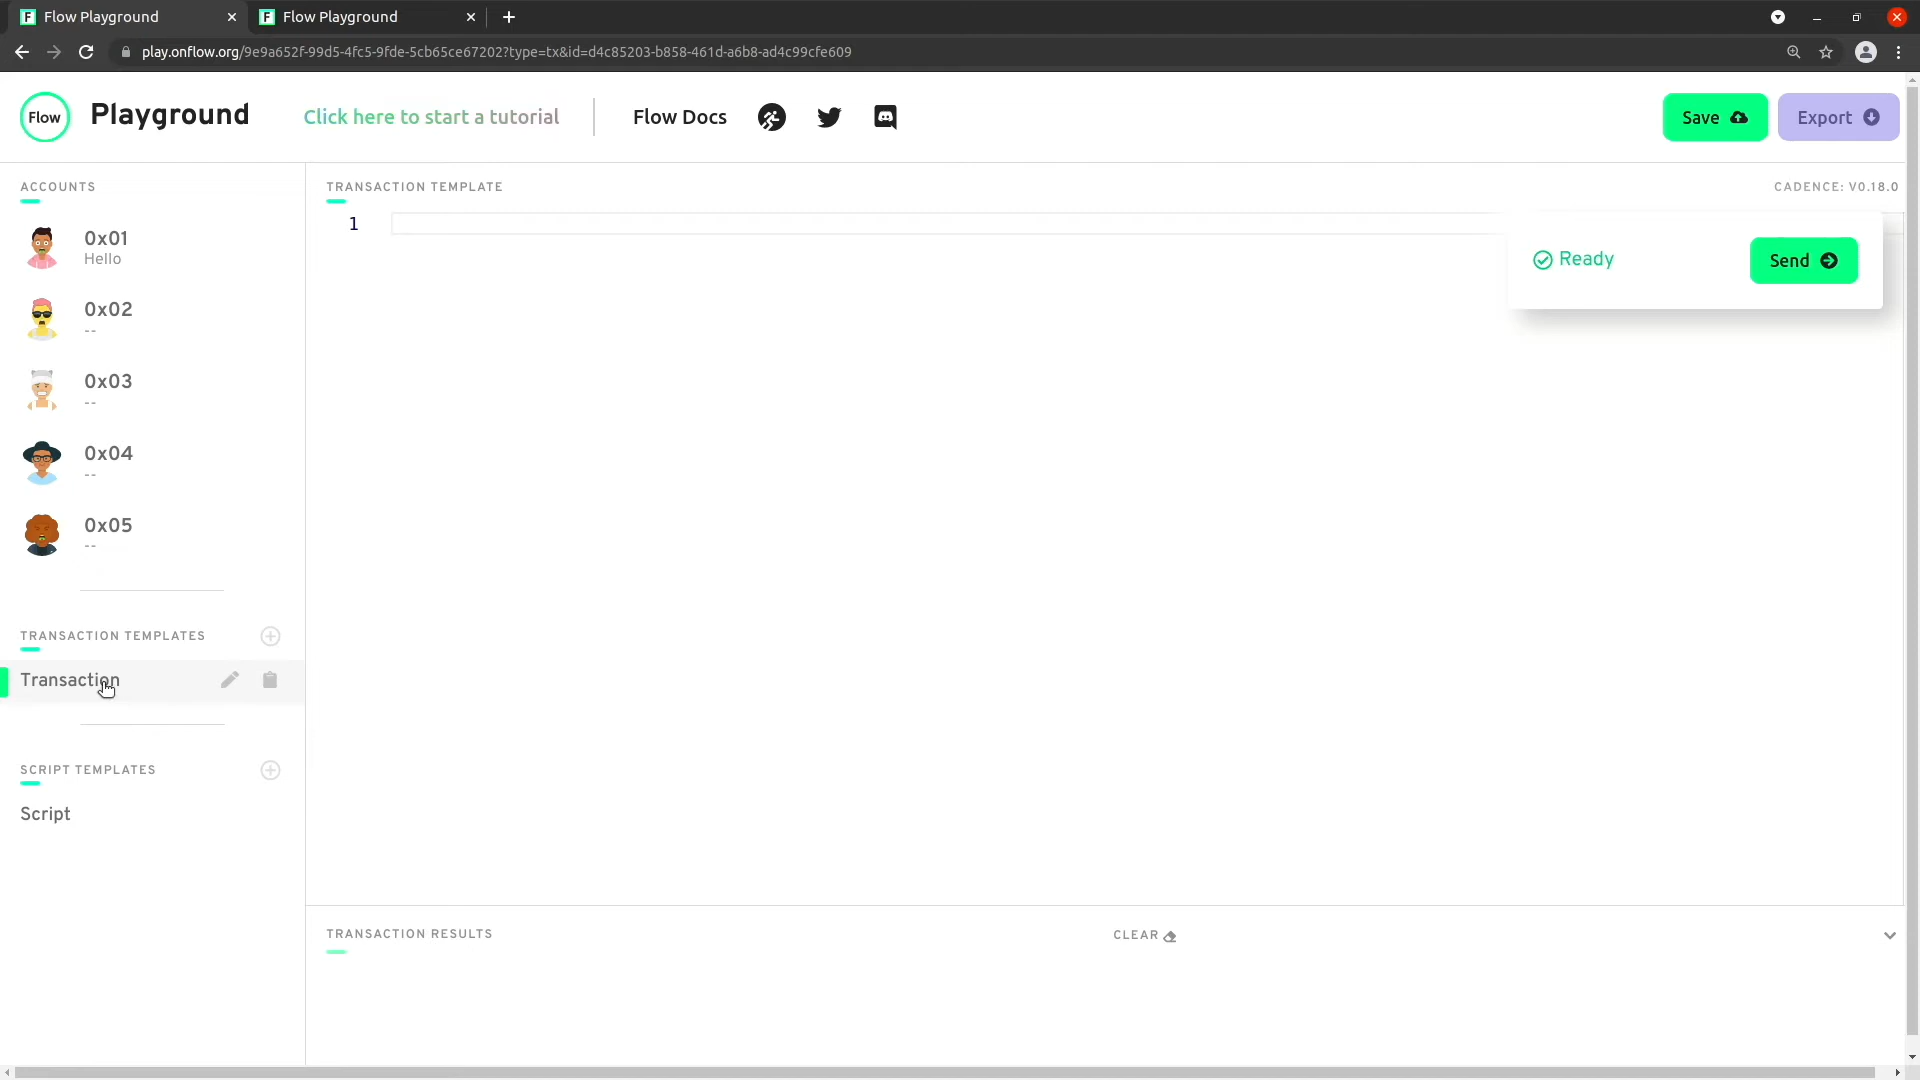 Flow Playground
Flow Playground
play.onflow.org/9e9a652f-99d5-4fc5-9fde-5cb65ce67202?type=tx&id=d4c85203-b858-461d-a6b8-ad4c99cfe609
Flow
Playground
Click here to start a tutorial
Flow Docs
Save
Export
ACCOUNTS
0x01
Hello
0x02
--
0x03
--
0x04
--
0x05
--
TRANSACTION TEMPLATES
Transaction
SCRIPT TEMPLATES
Script
TRANSACTION TEMPLATE
CADENCE: V0.18.0
1
Ready
Send
TRANSACTION RESULTS
CLEAR